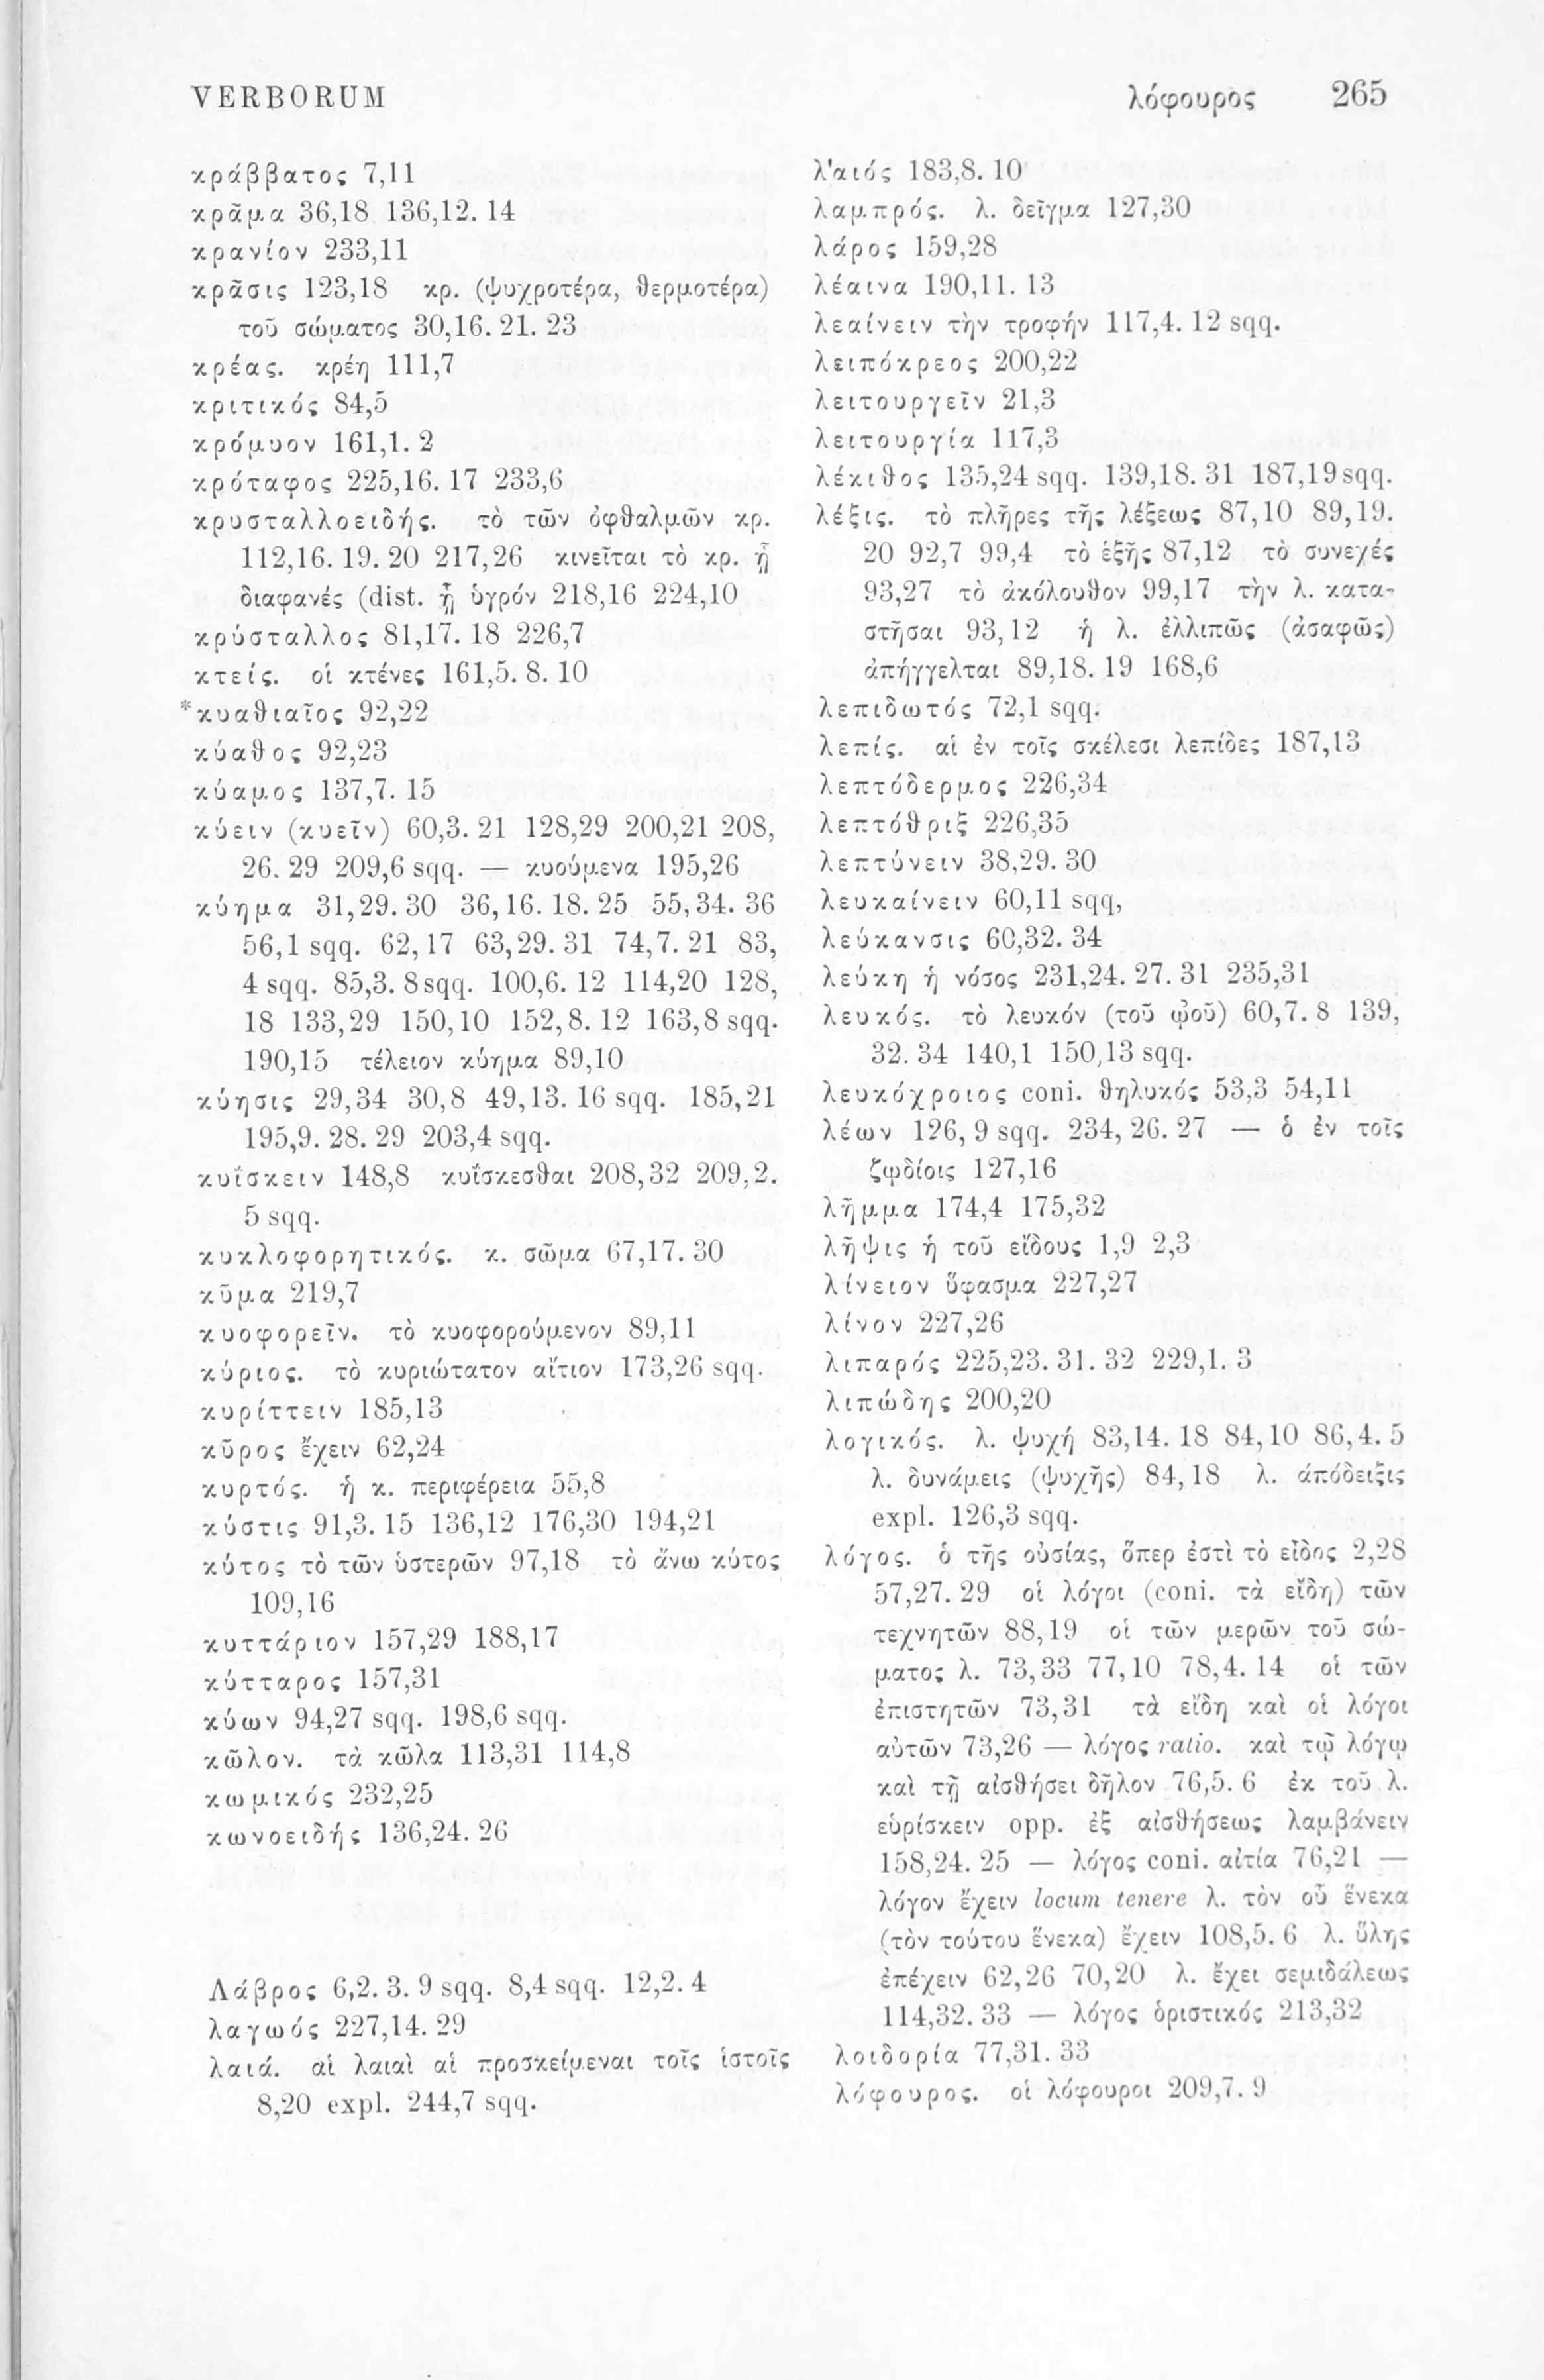 VERBORUM λόφουρος 265
κράββατος 7,11
κρᾶμα 36,18 136,12. 14
κρανίον 233,11
κρᾶσις 123,18 κρ. (ψυχροτέρα, θερμοτέρα)
τοῦ σώματος 30,16. 21. 23
κρέας. κρέη 111,7
κριτικός 84,5
κρόμυον 161,1. 2
κρόταφος 225,16. 17 233,6
κρυσταλλοειδής. τὸ τῶν ὀφθαλμῶν κρ.
112,16. 19. 20 217,26 κινεῖται τὸ κρ. ᾗ
διαφανές (dist. ᾗ ὑγρόν 218,16 224,10
κρύσταλλος 81,17. 18 226,7
κτείς. οἱ κτένες 161,5. 8. 10
*κυαθιαῖος 92,22
κύαθος 92,23
κύαμος 137,7. 15
κύειν (κυεῖν) 60,3. 21 128,29 200,21 208,
26. 29 209,6 sqq. — κυούμενα 195,26
κύημα 31,29. 30 36,16. 18. 25 55,34. 36
56,1 sqq. 62,17 63,29. 31 74,7. 21 83,
4 sqq. 85,3. 8 sqq. 100,6. 12 114,20 128,
18 133,29 150,10 152,8. 12 163,8 sqq.
190,15 τέλειον κύημα 89,10
κύησις 29,34 30,8 49,13. 16 sqq. 185,21
195,9. 28. 29 203,4 sqq.
κυΐσκειν 148,8 κυΐσκεσθαι 208,32 209,2.
5 sqq.
κυκλοφορητικός. κ. σῶμα 67,17. 30
κῦμα 219,7
κυοφορεῖν. τὸ κυοφορούμενον 89,11
κύριος. τὸ κυριώτατον αἴτιον 173,26 sqq.
κυρίττειν 185,13
κῦρος ἔχειν 62,24
κυρτός. ἡ κ. περιφέρεια 55,8
κύστις 91,3. 15 136,12 176,30 194,21
κύτος τὸ τῶν ὑστερῶν 97,18 τὸ ἄνω κύτος
109,16
κυττάριον 157,29 188,17
κύτταρος 157,31
κύων 94,27 sqq. 198,6 sqq.
κῶλον. τὰ κῶλα 113,31 114,8
κωμικός 232,25
κωνοειδής 136,24. 26
Λάβρος 6,2. 3. 9 sqq. 8,4 sqq. 12,2. 4
λαγωός 227,14. 29
λαιά. αἱ λαιαὶ αἱ προσκείμεναι τοῖς ἱστοῖς
8,20 expl. 244,7 sqq.
λ'αιός 183,8. 10
λαμπρός. λ. δεῖγμα 127,30
λάρος 159,28
λέαινα 190,11. 13
λεαίνειν τὴν τροφήν 117,4. 12 sqq.
λειπόκρεος 200,22
λειτουργεῖν 21,3
λειτουργία 117,3
λέκιθος 135,24 sqq. 139,18. 31 187,19 sqq.
λέξις. τὸ πλῆρες τῆς λέξεως 87,10 89,19.
20 92,7 99,4 τὸ ἑξῆς 87,12 τὸ συνεχές
93,27 τὸ ἀκόλουθον 99,17 τὴν λ. κατα-
στῆσαι 93,12 ἡ λ. ἐλλιπῶς (ἀσαφῶς)
ἀπήγγελται 89,18. 19 168,6
λεπιδωτός 72,1 sqq.
λεπίς. αἱ ἐν τοῖς σκέλεσι λεπίδες 187,13
λεπτόδερμος 226,34
λεπτόθριξ 226,35
λεπτύνειν 38,29. 30
λευκαίνειν 60,11 sqq,
λεύκανσις 60,32. 34
λεύκη ἡ νόσος 231,24. 27. 31 235,31
λευκός. τὸ λευκόν (τοῦ ᾠοῦ) 60,7. 8 139,
32. 34 140,1 150,13 sqq.
λευκόχροιος coni. θηλυκός 53,3 54,11
λέων 126,9 sqq. 234,26. 27 — ὁ ἐν τοῖς
ζῳδίοις 127,16
λῆμμα 174,4 175,32
λῆψις ἡ τοῦ εἴδους 1,9 2,3
λίνειον ὕφασμα 227,27
λίνον 227,26
λιπαρός 225,23. 31. 32 229,1. 3
λιπώδης 200,20
λογικός. λ. ψυχή 83,14. 18 84,10 86,4. 5
λ. δυνάμεις (ψυχῆς) 84,18 λ. ἀπόδειξις
expl. 126,3 sqq.
λόγος. ὁ τῆς οὐσίας, ὅπερ ἐστὶ τὸ εἶδος 2,28
57,27. 29 οἱ λόγοι (coni. τὰ εἴδη) τῶν
τεχνητῶν 88,19 οἱ τῶν μερῶν τοῦ σώ-
ματος λ. 73,33 77,10 78,4. 14 οἱ τῶν
ἐπιστητῶν 73,31 τὰ εἴδη καὶ οἱ λόγοι
αὐτῶν 73,26 — λόγος ratio. καὶ τῷ λόγῳ
καὶ τῇ αἰσθήσει δῆλον 76,5. 6 ἐκ τοῦ λ.
εὑρίσκειν opp. ἐξ αἰσθήσεως λαμβάνειν
158,24. 25 — λόγος coni. αἰτία 76,21 —
λόγον ἔχειν locum tenere λ. τὸν οὗ ἕνεκα
(τὸν τούτου ἕνεκα) ἔχειν 108,5. 6 λ. ὕλης
ἐπέχειν 62,26 70,20 λ. ἔχει σεμιδάλεως
114,32. 33 — λόγος ὁριστικός 213,32
λοιδορία 77,31. 33
λόφουρος. οἱ λόφουροι 209,7. 9